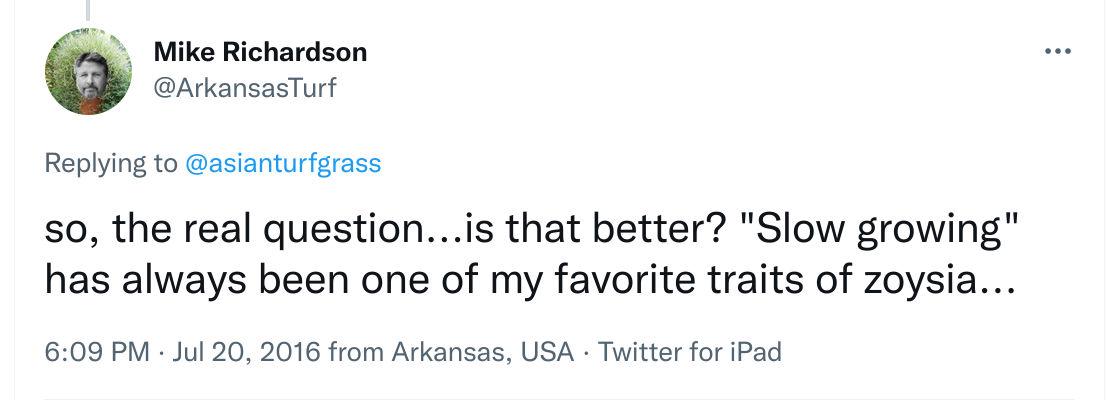 Mike Richardson
@ArkansasTurf
Replying to @asianturfgrass
so, the real question...is that better? "Slow growing"
has always been one of my favorite traits of zoysia...
6:09 PM · Jul 20, 2016 from Arkansas, USA · Twitter for iPad